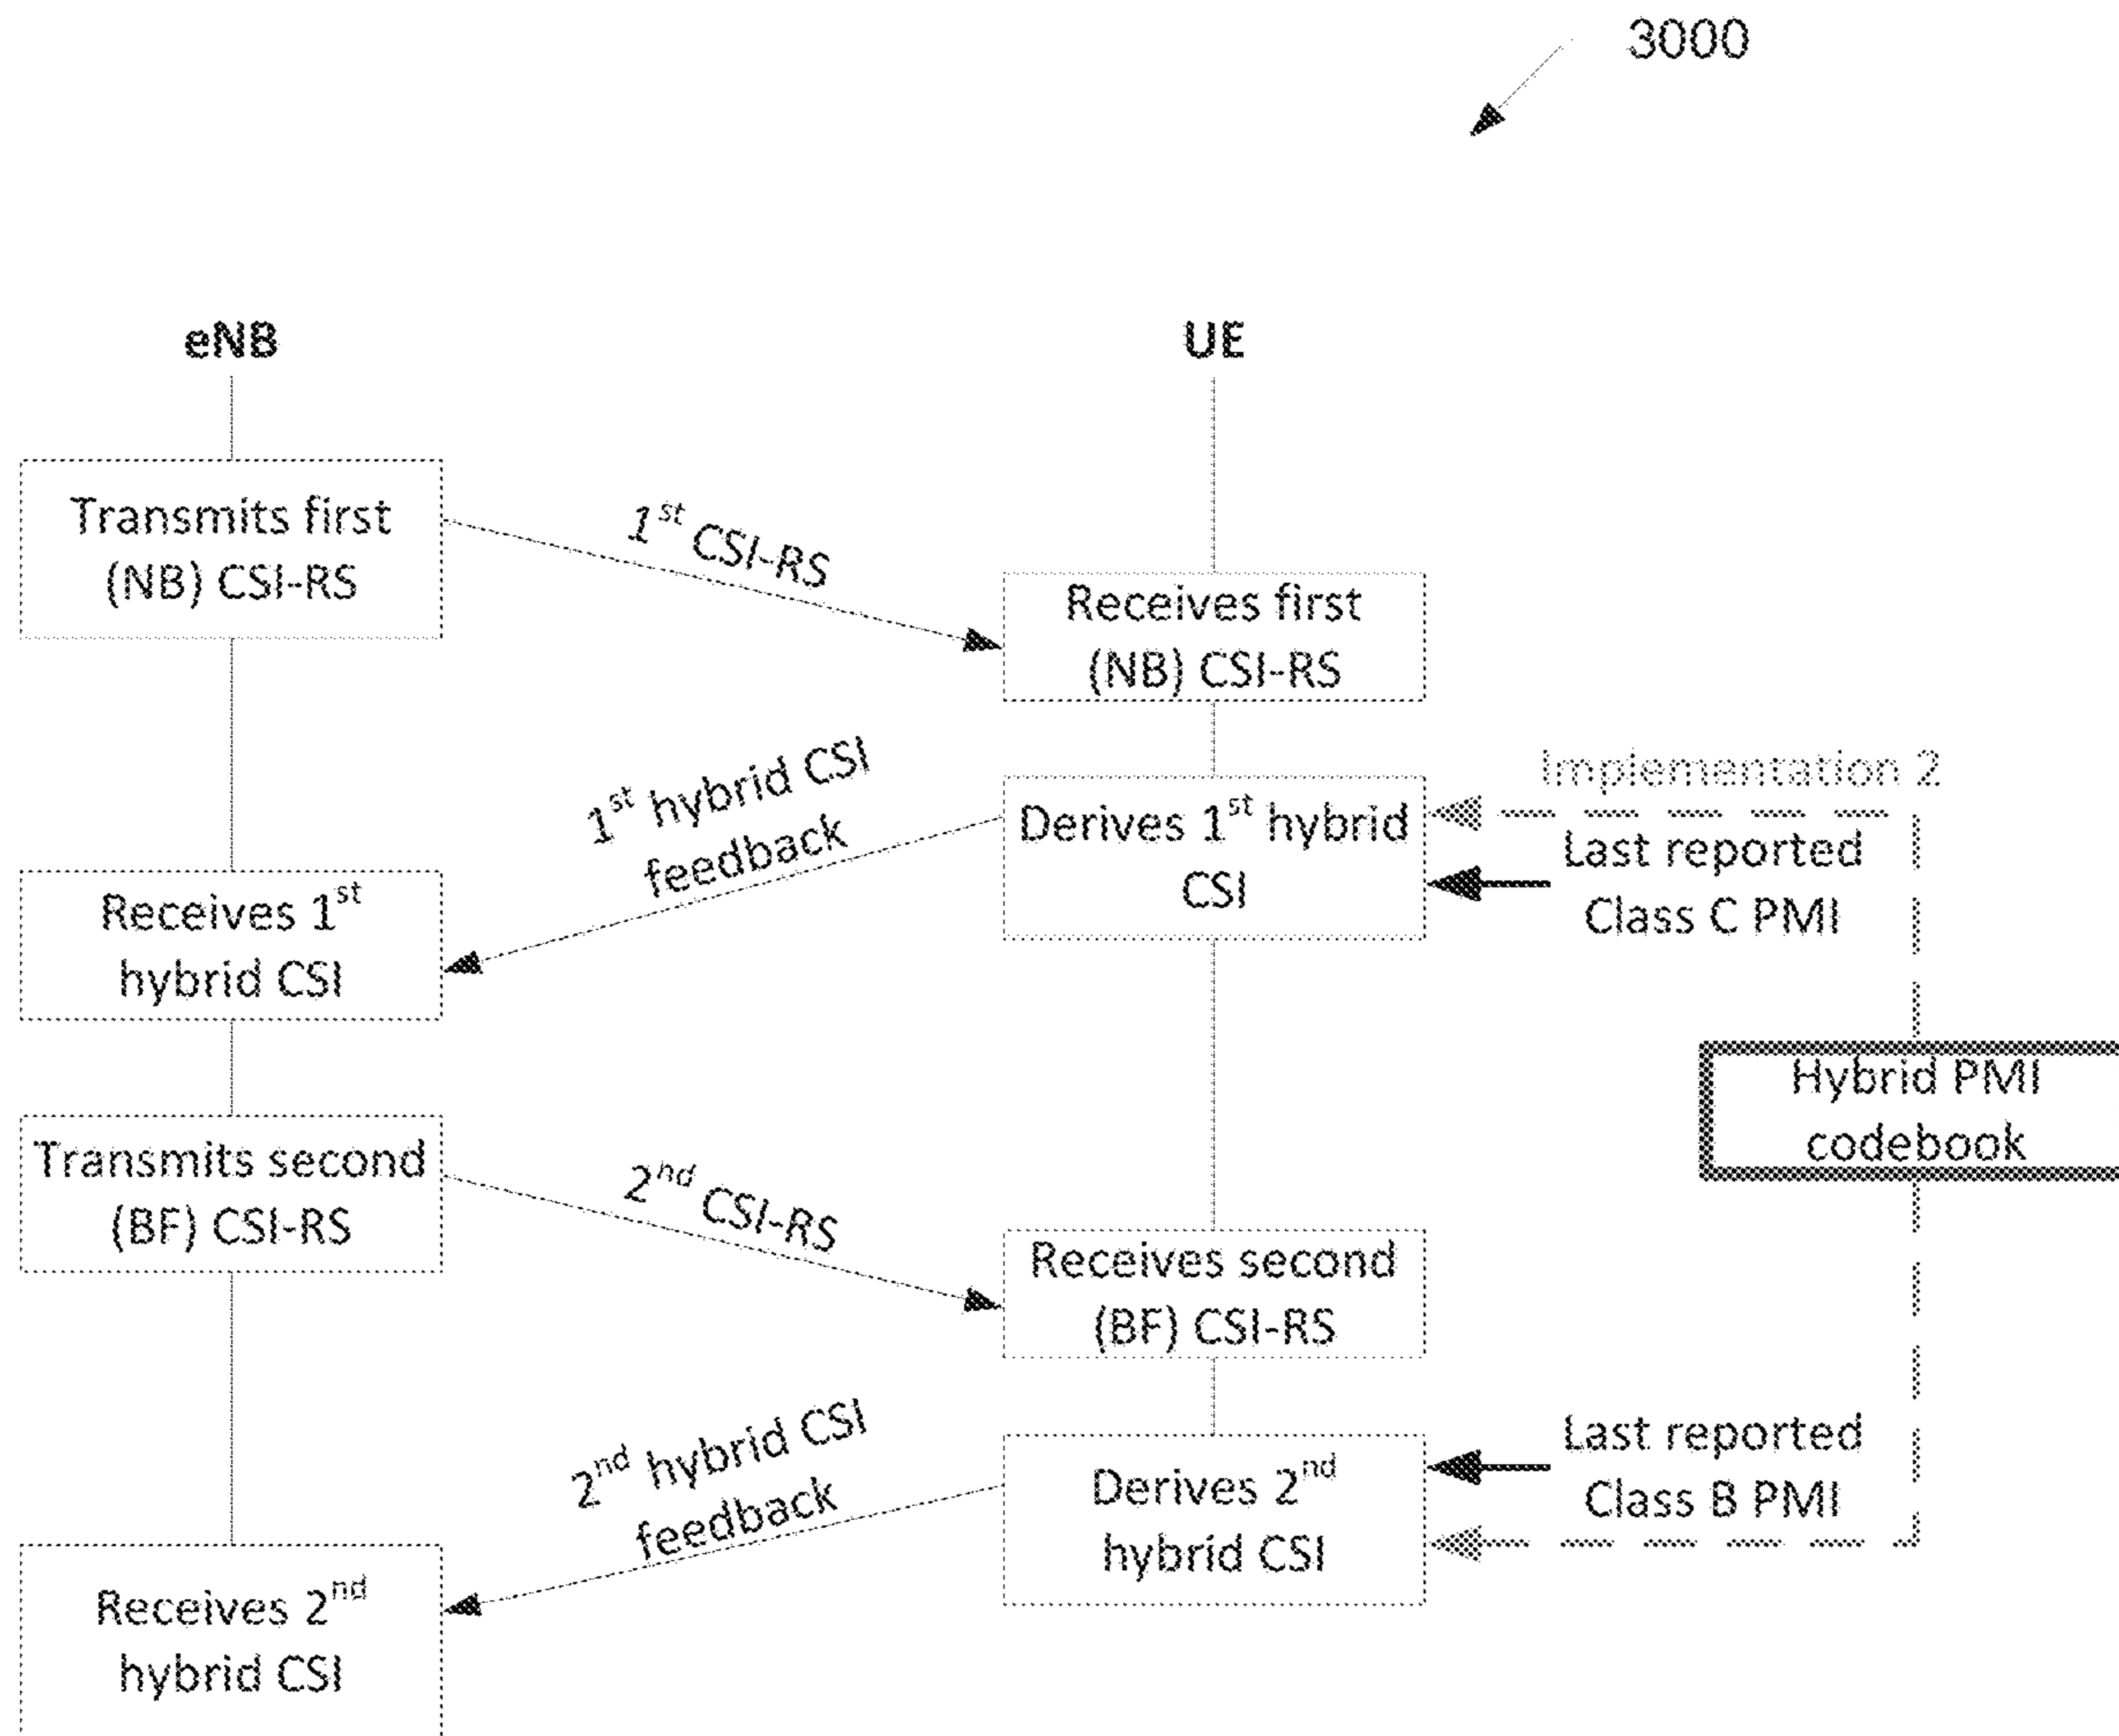 3000
eNB
UE
Transmits first
(NB) CSI-RS
1st CSI-RS
Receives first
(NB) CSI-RS
Implementation 2
1st hybrid CSI
feedback
Derives 1st hybrid
CSI
Last reported
Class C PMI
Receives 1st
hybrid CSI
Hybrid PMI
codebook
Transmits second
(BF) CSI-RS
2nd CSI-RS
Receives second
(BF) CSI-RS
2nd hybrid CSI
feedback
Derives 2nd
hybrid CSI
Last reported
Class B PMI
Receives 2nd
hybrid CSI